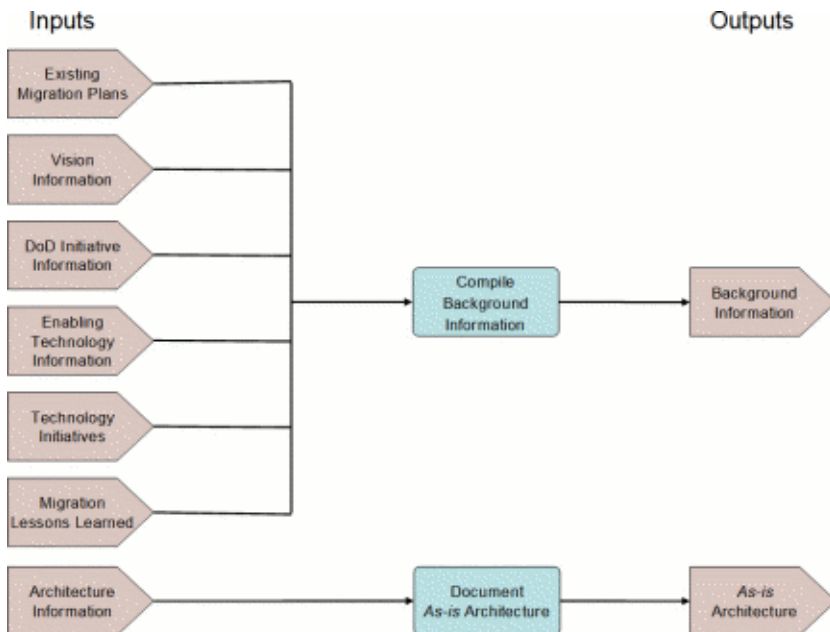 Inputs
Outputs
Existing
Migration Plans
Vision
Information
DoD Initiative
Information
Enabling
Technology
Information
Technology
Initiatives
Migration
Lessons Learned
Compile
Background
Information
Background
Information
Architecture
Information
Document
As-is Architecture
As-is
Architecture